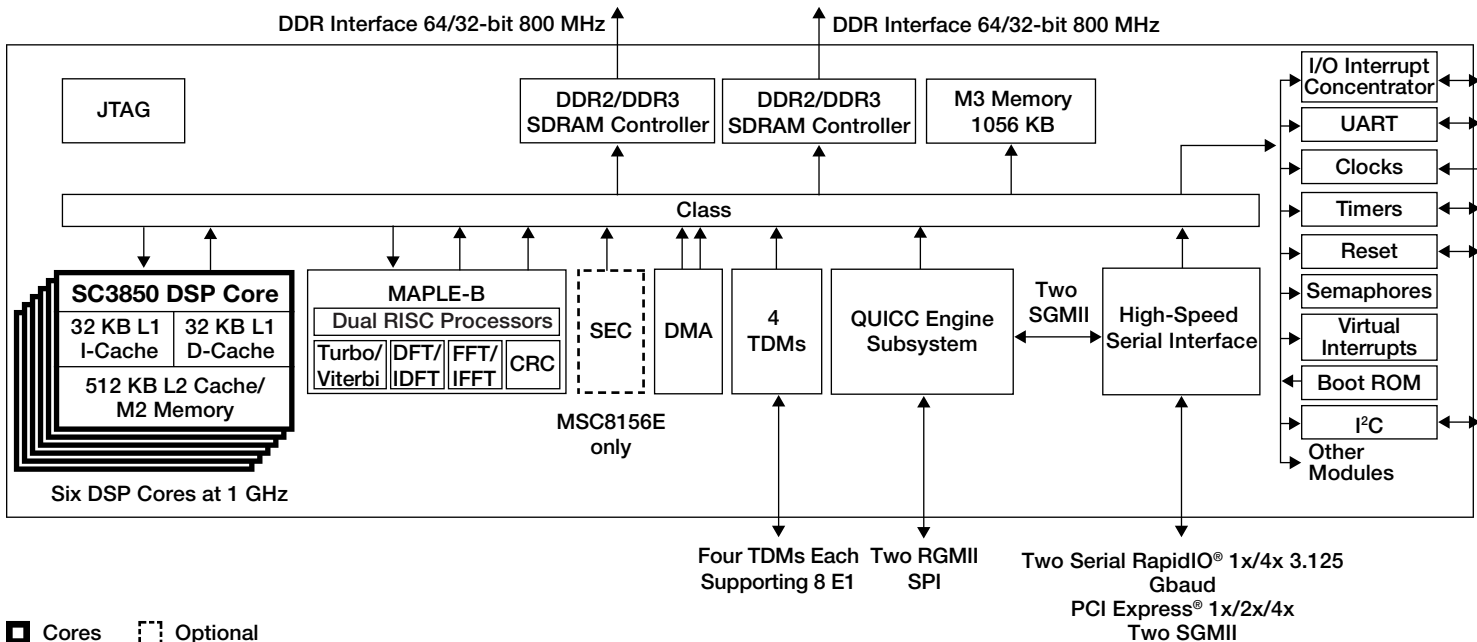 DDR Interface 64/32-bit 800 MHz
DDR Interface 64/32-bit 800 MHz
JTAG
DDR2/DDR3
SDRAM Controller
DDR2/DDR3
SDRAM Controller
M3 Memory
1056 KB
I/O Interrupt
Concentrator
UART
Clocks
Timers
Reset
Semaphores
Virtual
Interrupts
Boot ROM
I²C
Other
Modules
Class
SC3850 DSP Core
32 KB L1
I-Cache
32 KB L1
D-Cache
512 KB L2 Cache/
M2 Memory
Six DSP Cores at 1 GHz
MAPLE-B
Dual RISC Processors
Turbo/
Viterbi
DFT/
IDFT
FFT/
IFFT
CRC
SEC
MSC8156E
only
DMA
4
TDMs
QUICC Engine
Subsystem
Two
SGMII
High-Speed
Serial Interface
Four TDMs Each
Supporting 8 E1
Two RGMII
SPI
Two Serial RapidIO® 1x/4x 3.125
Gbaud
PCI Express® 1x/2x/4x
Two SGMII
Cores
Optional